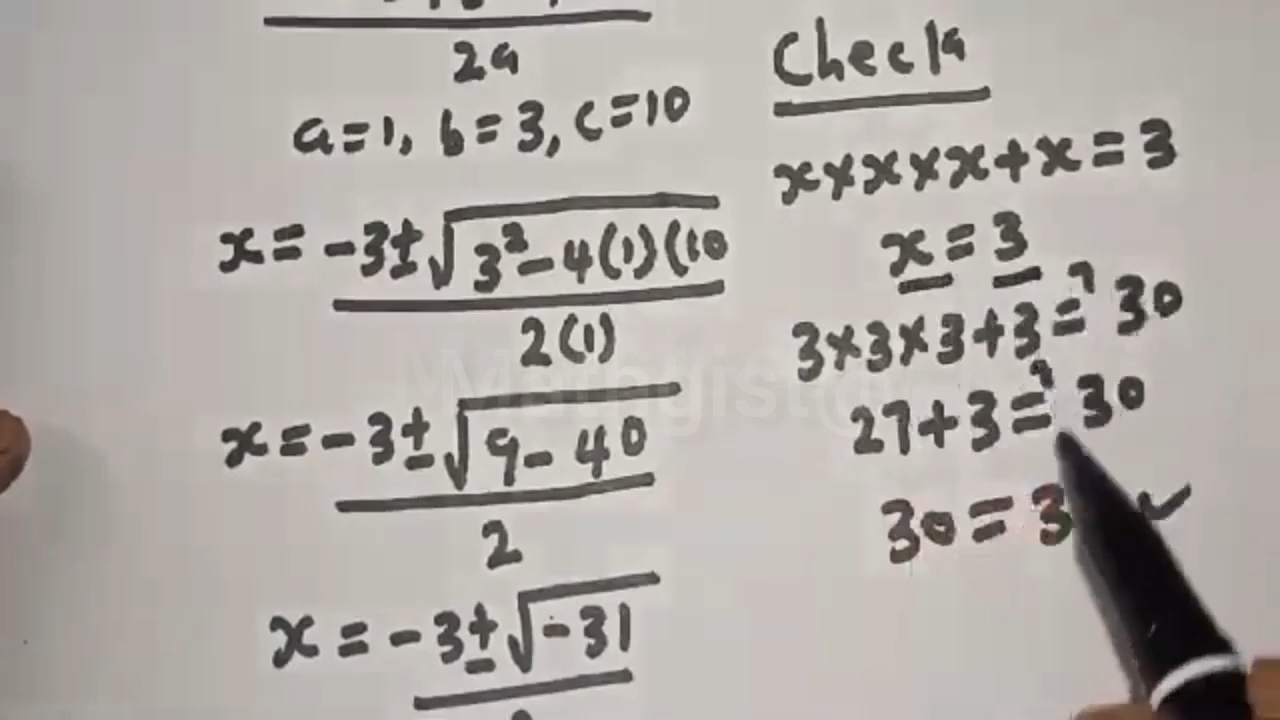 2a
a=1, b=3, c=10
x = -3±√3²-4(1)(10
2(1)
x = -3±√9-40
2
x = -3±√-31
Check
x×x×x+x=3
x = 3
3×3×3+3=?30
27+3=?30
30=3
Mathgist